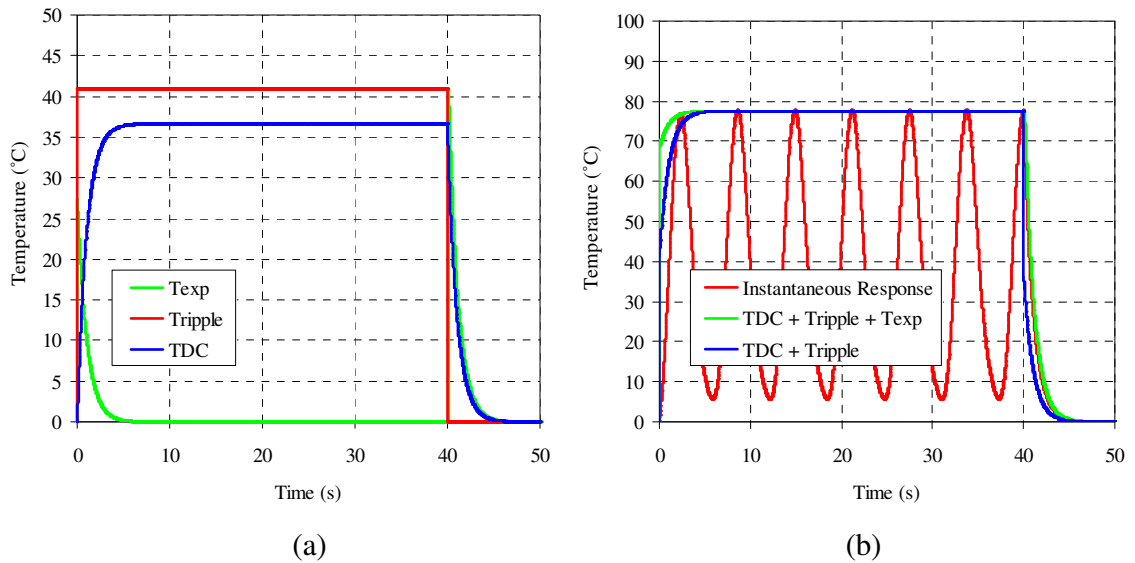 50
45
40
35
30
25
20
15
10
5
0
Temperature (˚C)
Texp
Tripple
TDC
0 10 20 30 40 50
Time (s)
(a)
100
90
80
70
60
50
40
30
20
10
0
Temperature (˚C)
Instantaneous Response
TDC + Tripple + Texp
TDC + Tripple
0 10 20 30 40 50
Time (s)
(b)